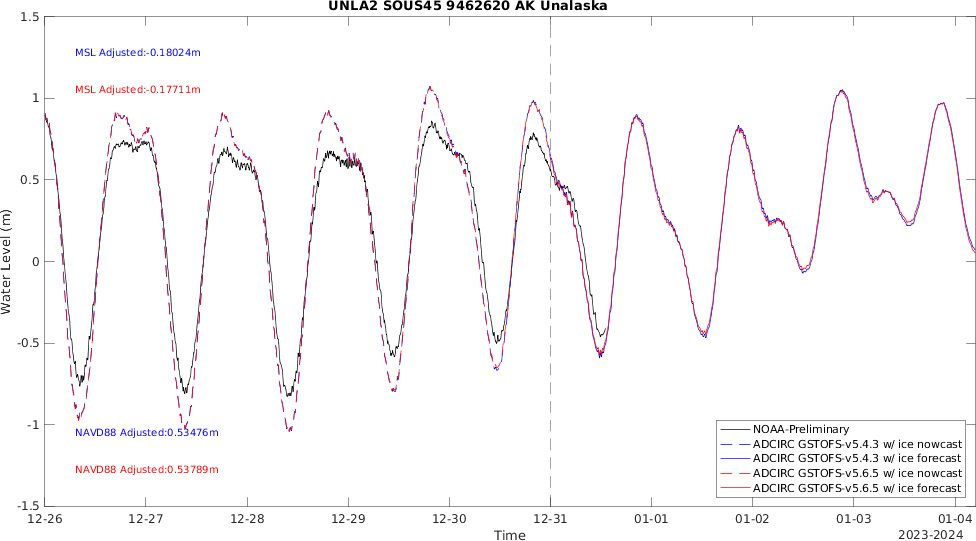 UNLA2 SOUS45 9462620 AK Unalaska
1.5
MSL Adjusted:-0.18024m
MSL Adjusted:-0.17711m
1
0.5
0
-0.5
-1
-1.5
Water Level (m)
NAVD88 Adjusted:0.53476m
NAVD88 Adjusted:0.53789m
NOAA-Preliminary
ADCIRC GSTOFS-v5.4.3 w/ ice nowcast
ADCIRC GSTOFS-v5.4.3 w/ ice forecast
ADCIRC GSTOFS-v5.6.5 w/ ice nowcast
ADCIRC GSTOFS-v5.6.5 w/ ice forecast
12-26 12-27 12-28 12-29 12-30 12-31 01-01 01-02 01-03 01-04
Time
2023-2024